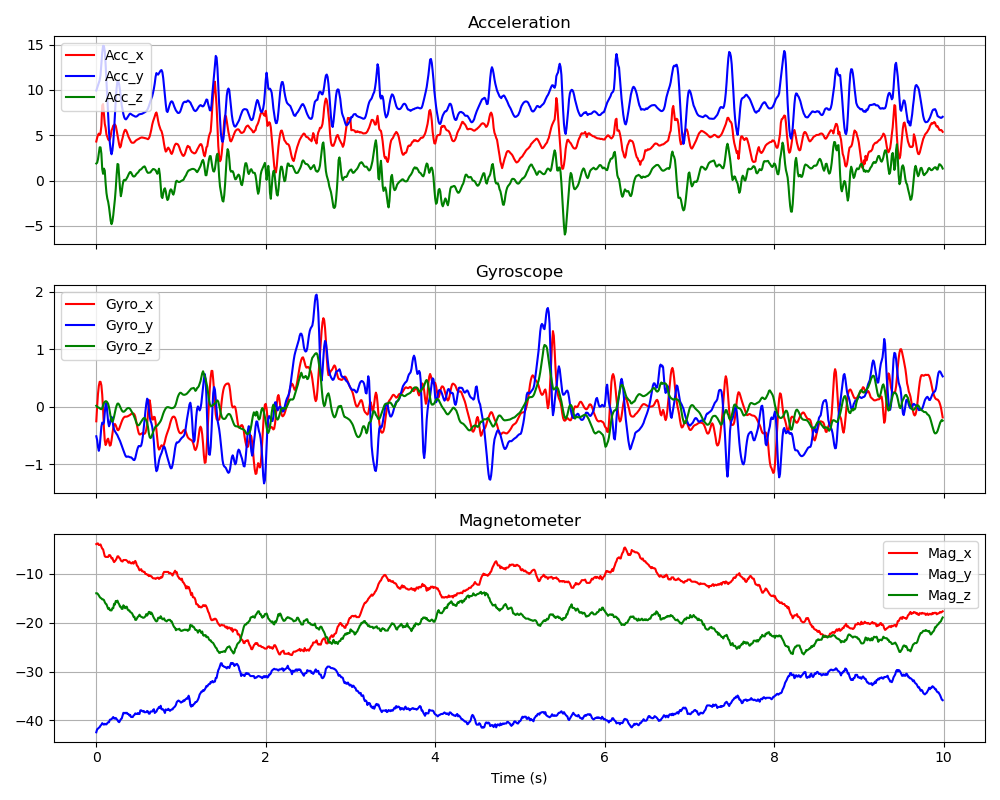 Acceleration
15
10
5
0
−5
Acc_x
Acc_y
Acc_z
Gyroscope
2
1
0
−1
Gyro_x
Gyro_y
Gyro_z
Magnetometer
−10
−20
−30
−40
Mag_x
Mag_y
Mag_z
0 2 4 6 8 10
Time (s)